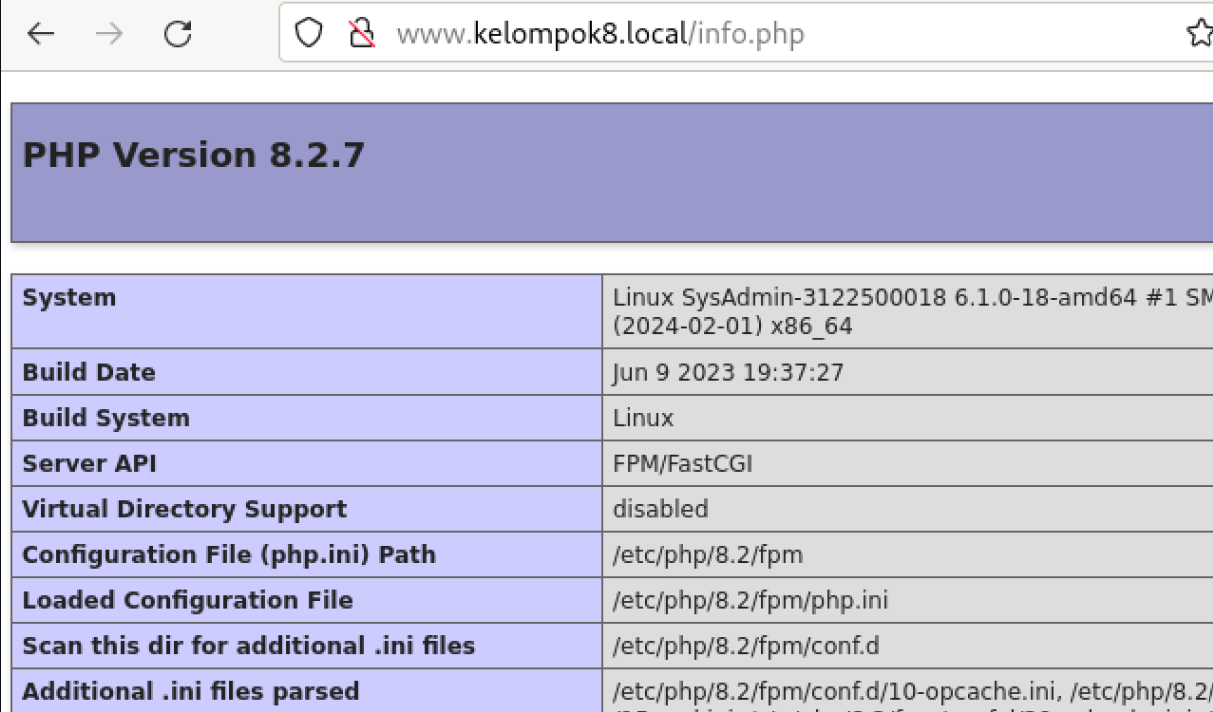 www.kelompok8.local/info.php
PHP Version 8.2.7
System
Linux SysAdmin-3122500018 6.1.0-18-amd64 #1
(2024-02-01) x86_64
Build Date
Jun 9 2023 19:37:27
Build System
Linux
Server API
FPM/FastCGI
Virtual Directory Support
disabled
Configuration File (php.ini) Path
/etc/php/8.2/fpm
Loaded Configuration File
/etc/php/8.2/fpm/php.ini
Scan this dir for additional .ini files
/etc/php/8.2/fpm/conf.d
Additional .ini files parsed
/etc/php/8.2/fpm/conf.d/10-opcache.ini, /etc/php/8.2/